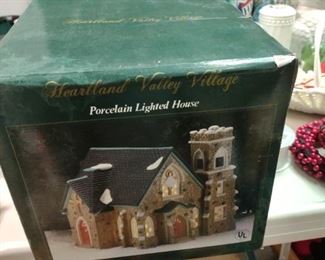 Heartland Valley Village
Porcelain Lighted House
UL